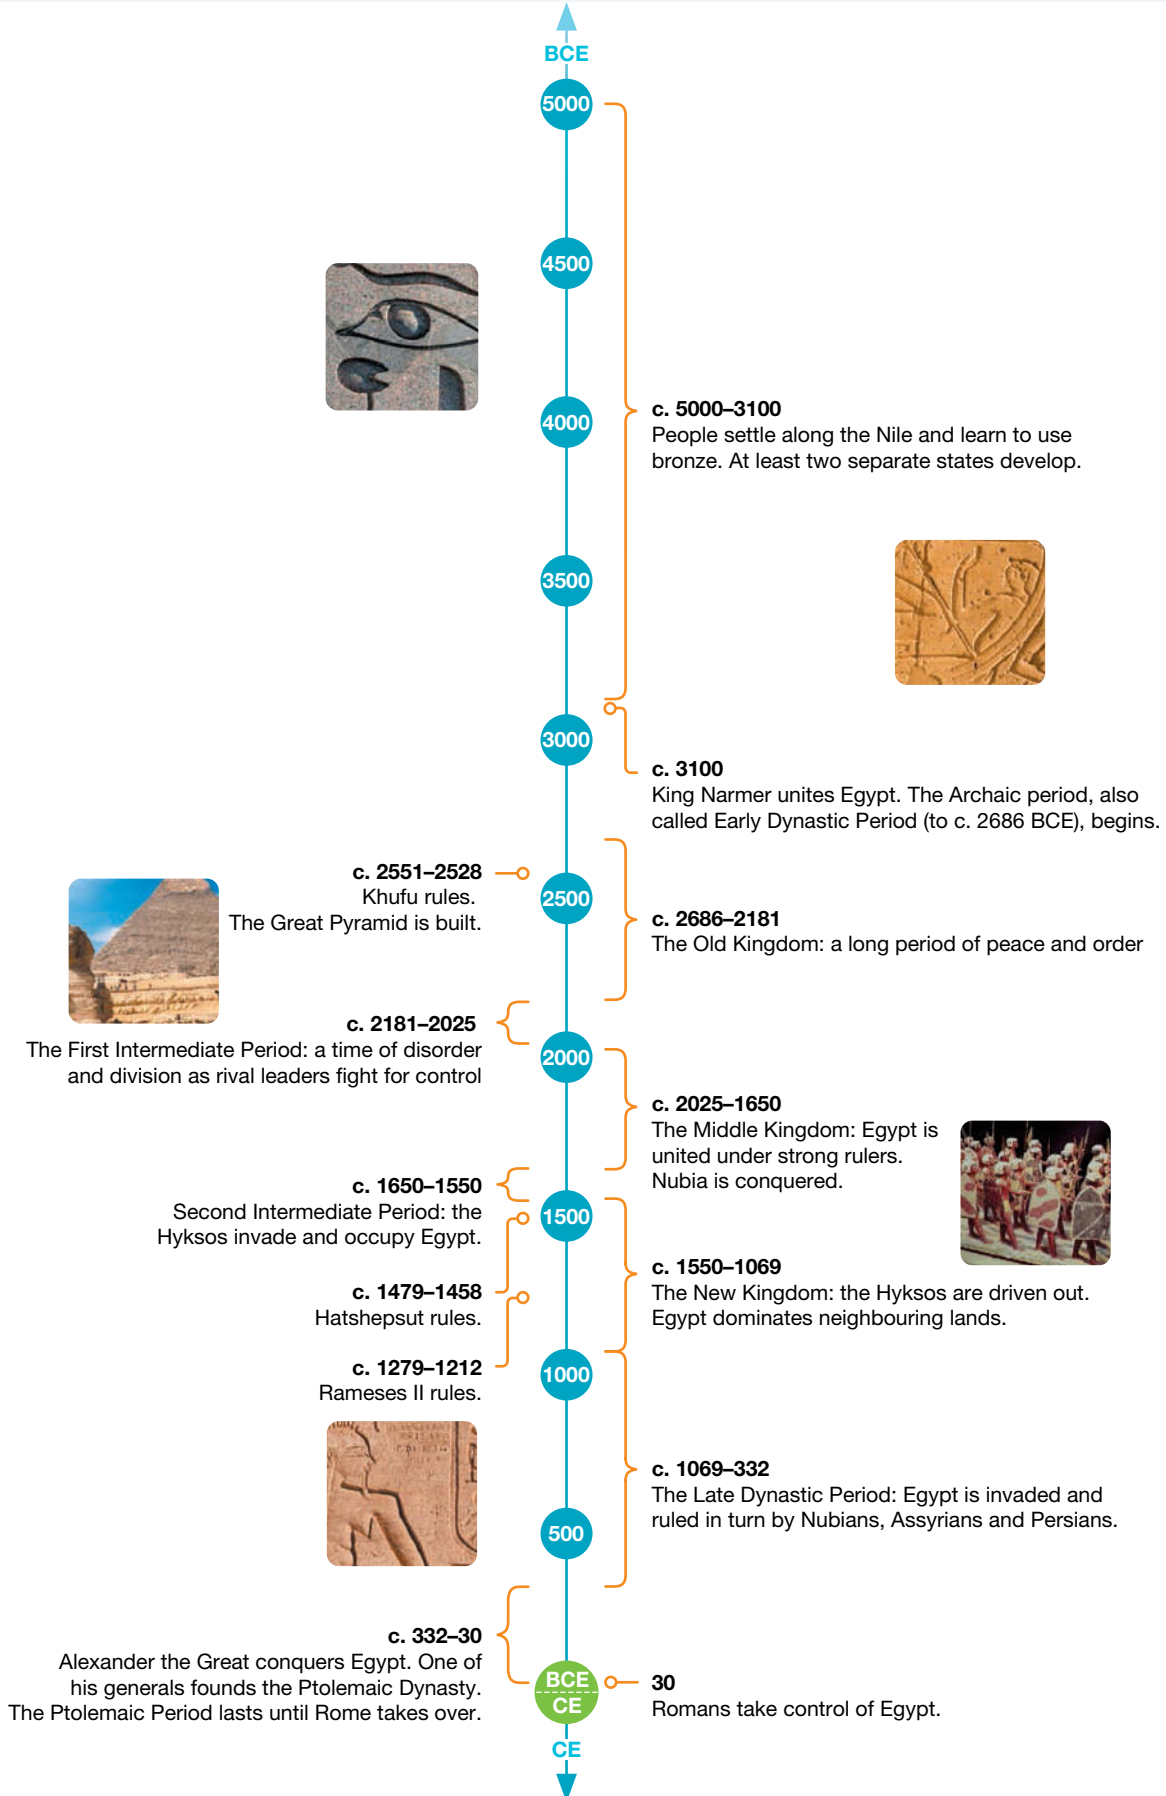 BCE
5000
4500
4000
c. 5000–3100
People settle along the Nile and learn to use
bronze. At least two separate states develop.
3500
3000
c. 3100
King Narmer unites Egypt. The Archaic period, also
called Early Dynastic Period (to c. 2686 BCE), begins.
c. 2551–2528
Khufu rules.
The Great Pyramid is built.
2500
c. 2686–2181
The Old Kingdom: a long period of peace and order
c. 2181–2025
The First Intermediate Period: a time of disorder
and division as rival leaders fight for control
2000
c. 2025–1650
The Middle Kingdom: Egypt is
united under strong rulers.
Nubia is conquered.
c. 1650–1550
Second Intermediate Period: the
Hyksos invade and occupy Egypt.
1500
c. 1550–1069
The New Kingdom: the Hyksos are driven out.
Egypt dominates neighbouring lands.
c. 1479–1458
Hatshepsut rules.
c. 1279–1212
Rameses II rules.
1000
c. 1069–332
The Late Dynastic Period: Egypt is invaded and
ruled in turn by Nubians, Assyrians and Persians.
500
c. 332–30
Alexander the Great conquers Egypt. One of
his generals founds the Ptolemaic Dynasty.
The Ptolemaic Period lasts until Rome takes over.
BCE
CE
30
Romans take control of Egypt.
CE